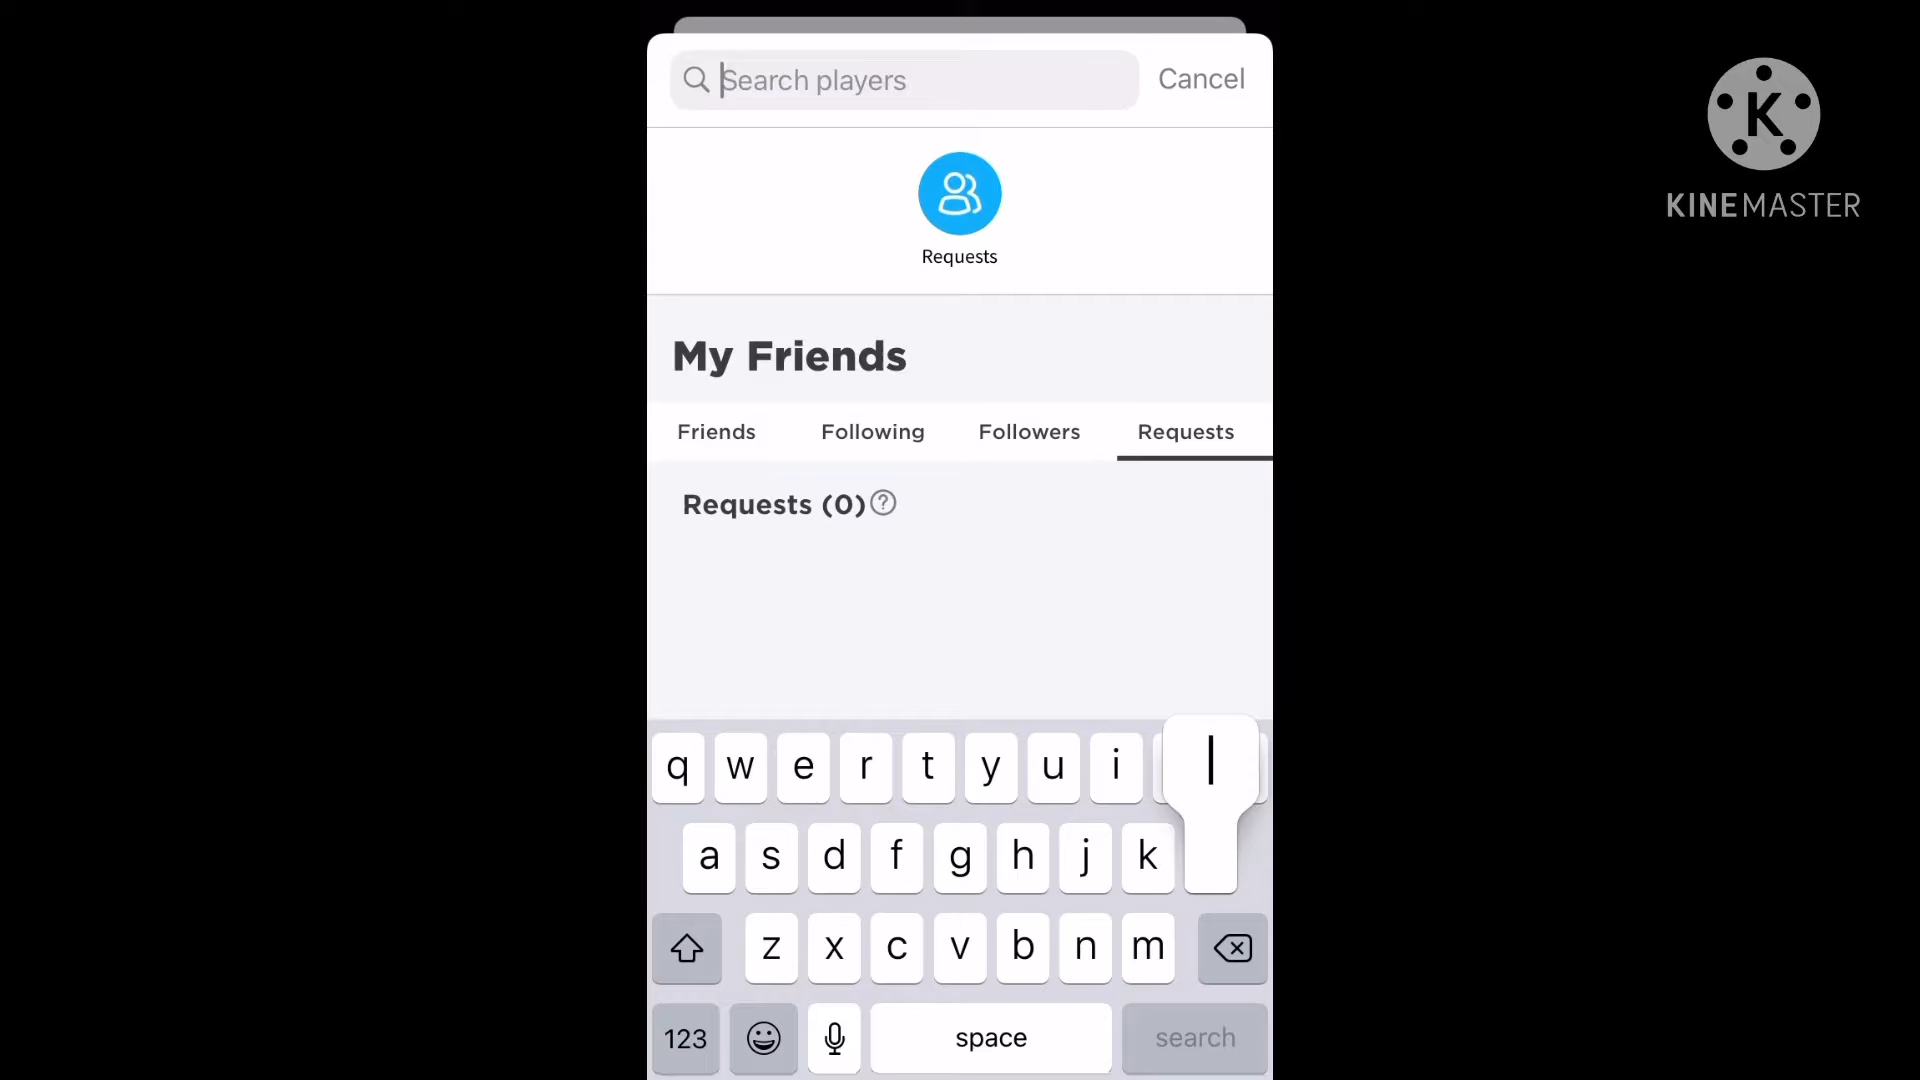 Search players
Cancel
K
KINEMASTER
Requests
My Friends
Friends Following Followers Requests
Requests (0) ?
q w e r t y u i l
a s d f g h j k
z x c v b n m
123 space search